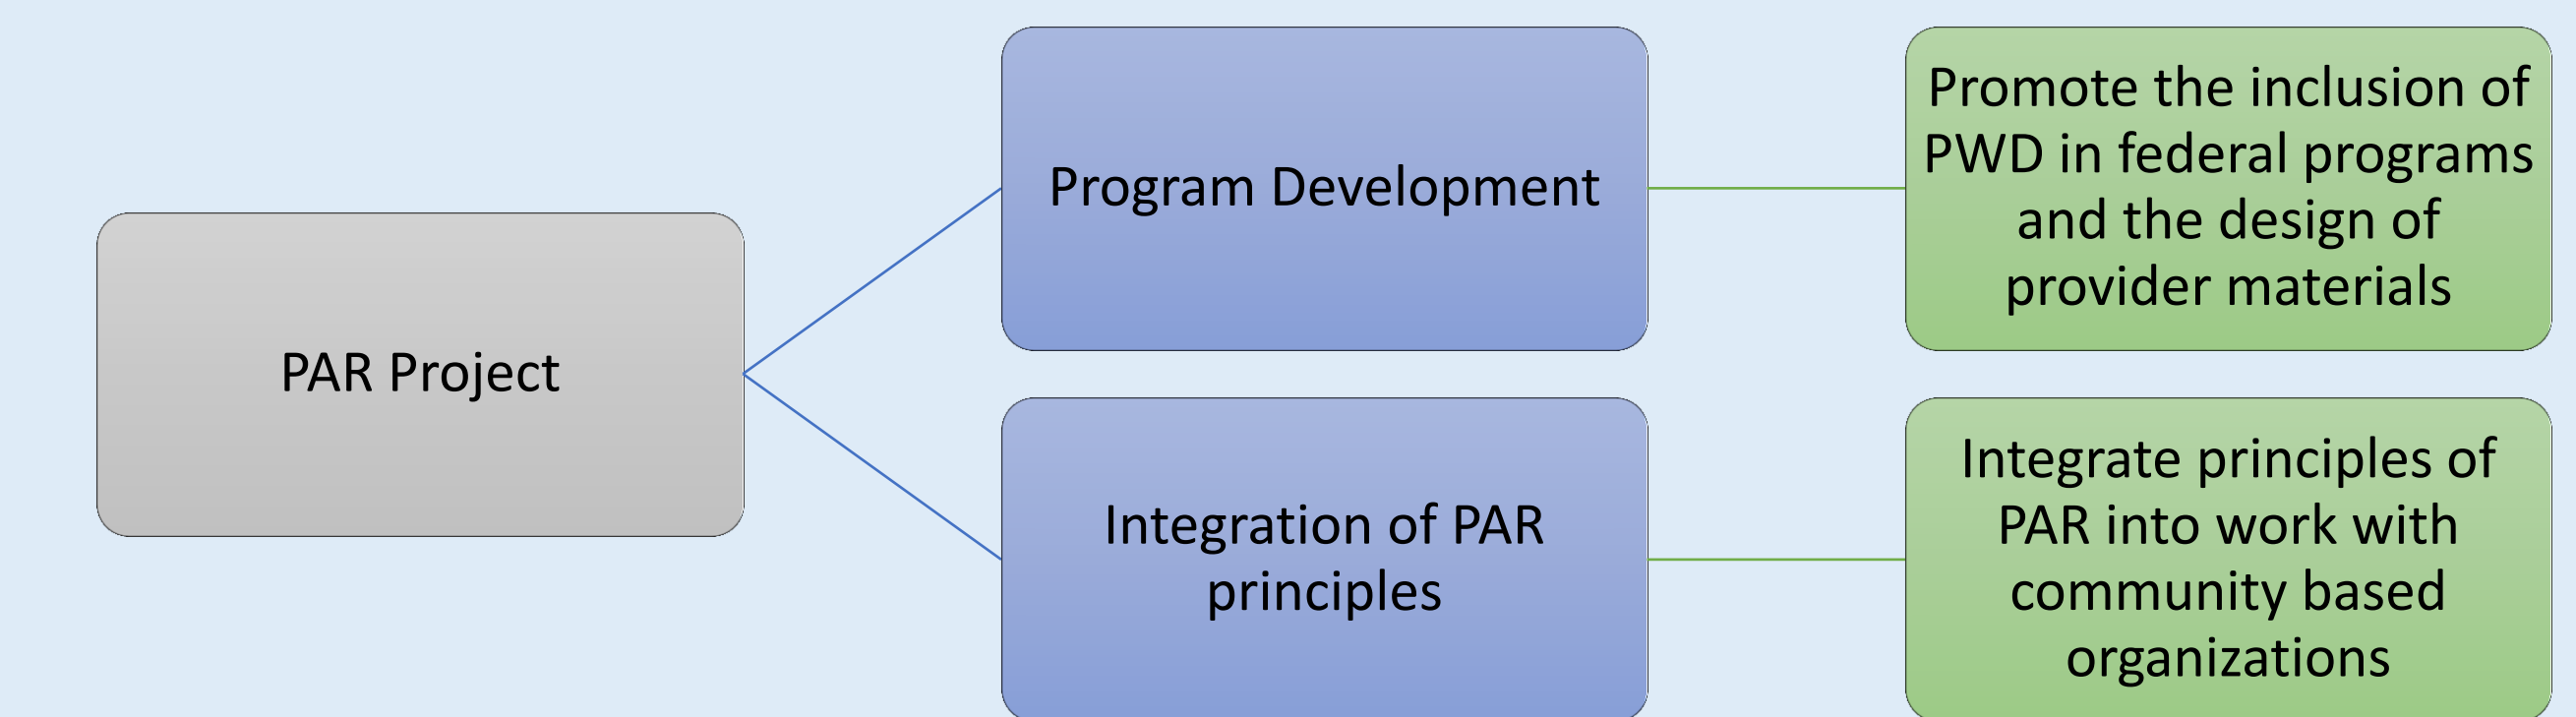 PAR Project
Program Development
Promote the inclusion of
PWD in federal programs
and the design of
provider materials
Integration of PAR
principles
Integrate principles of
PAR into work with
community based
organizations